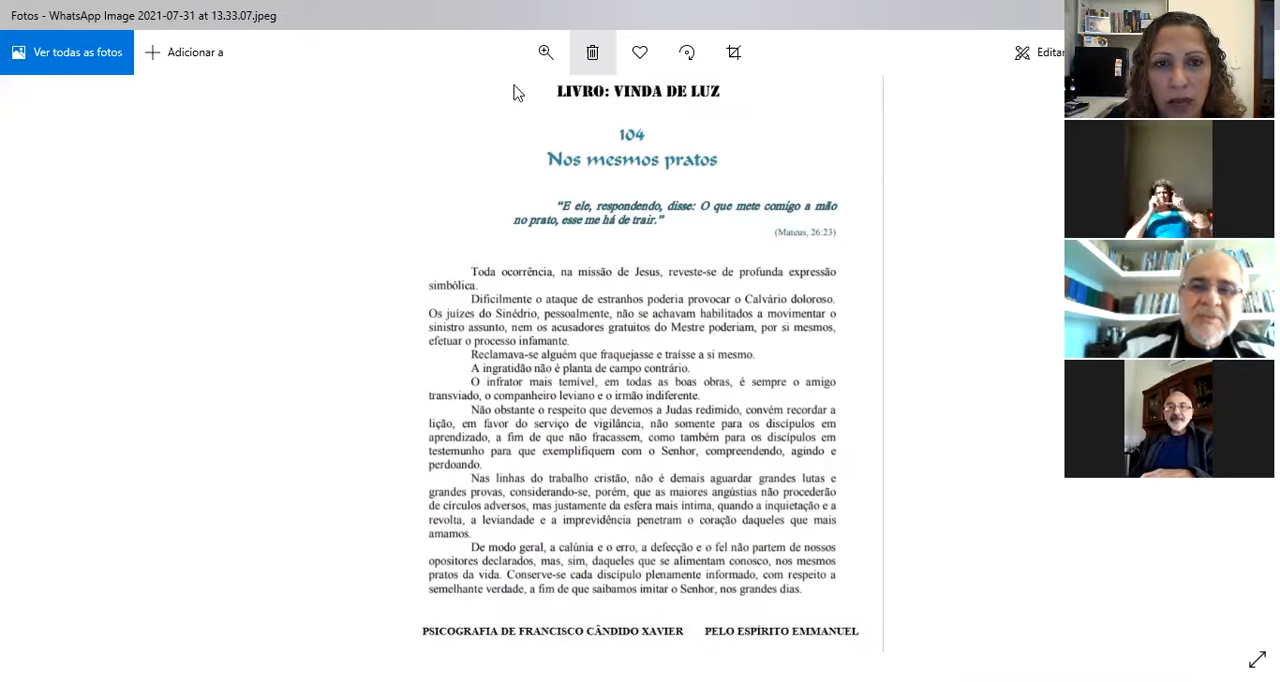 Fotos - WhatsApp Image 2021-07-31 at 13.33.07.jpeg
Ver todas as fotos
Adicionar a
Editar
LIVRO: VINDA DE LUZ
104
Nos mesmos pratos
"E ele, respondendo, disse: O que mete comigo a mão
no prato, esse me há de trair."
(Mateus, 26:23)
Toda ocorrência, na missão de Jesus, reveste-se de profunda expressão
simbólica.
Dificilmente o ataque de estranhos poderia provocar o Calvário doloroso.
Os juízes do Sinédrio, pessoalmente, não se achavam habilitados a movimentar o
sinistro assunto, nem os acusadores gratuitos do Mestre poderiam, por si mesmos,
efetuar o processo infamante.
Reclamava-se alguém que fraquejasse e traísse a si mesmo.
A ingratidão não é planta de campo contrário.
O infrator mais temível, em todas as boas obras, é sempre o amigo
transviado, o companheiro leviano e o irmão indiferente.
Não obstante o respeito que devemos a Judas redimido, convém recordar a
lição, em favor do serviço de vigilância, não somente para os discípulos em
aprendizado, a fim de que não fracassem, como também para os discípulos em
testemunho para que exemplifiquem com o Senhor, compreendendo, agindo e
perdoando.
Nas linhas do trabalho cristão, não é demais aguardar grandes lutas e
grandes provas, considerando-se, porém, que as maiores angústias não procederão
de círculos adversos, mas justamente da esfera mais íntima, quando a inquietação e a
revolta, a leviandade e a imprevidência penetram o coração daqueles que mais
amamos.
De modo geral, a calúnia e o erro, a defecção e o fel não partem de nossos
opositores declarados, mas, sim, daqueles que se alimentam conosco, nos mesmos
pratos da vida. Conserve-se cada discípulo plenamente informado, com respeito a
semelhante verdade, a fim de que saibamos imitar o Senhor, nos grandes dias.
PSICOGRAFIA DE FRANCISCO CÂNDIDO XAVIER PELO ESPÍRITO EMMANUEL